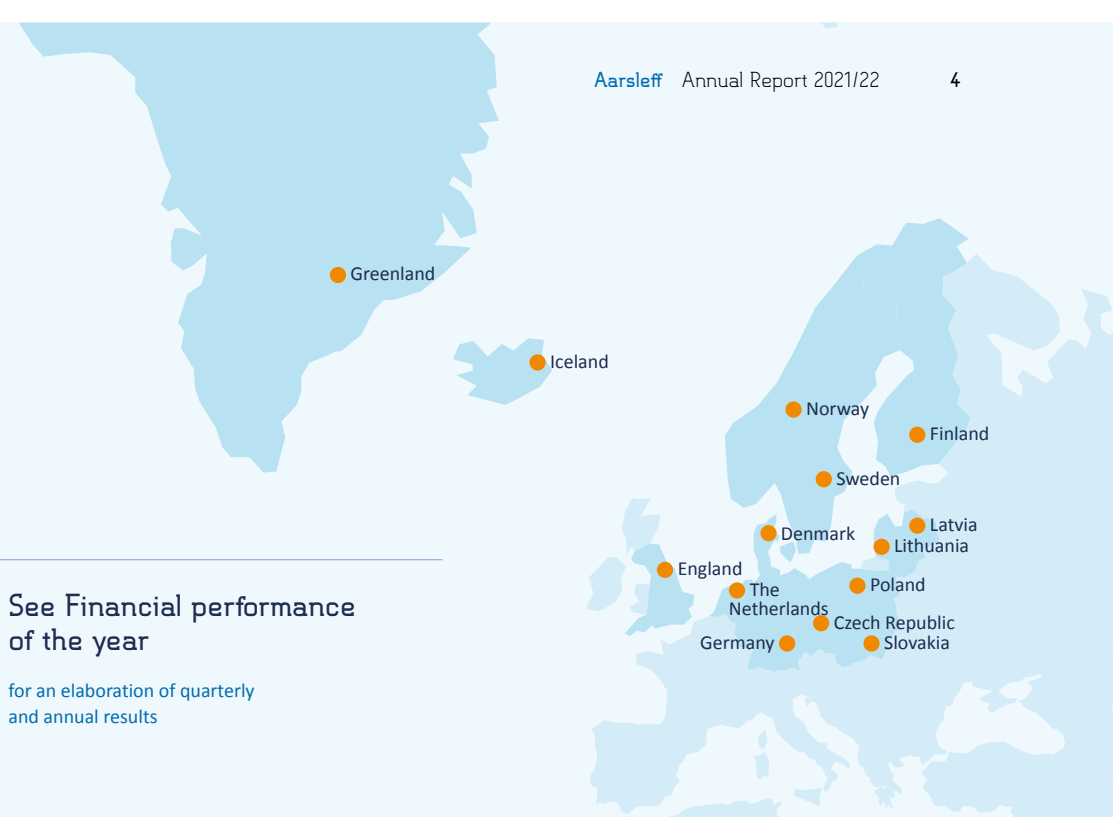 Aarsleff Annual Report 2021/22 4
Greenland
Iceland
Norway
Finland
Sweden
Latvia
Denmark
Lithuania
England
The
Netherlands
Poland
Czech Republic
Germany
Slovakia
See Financial performance
of the year
for an elaboration of quarterly
and annual results